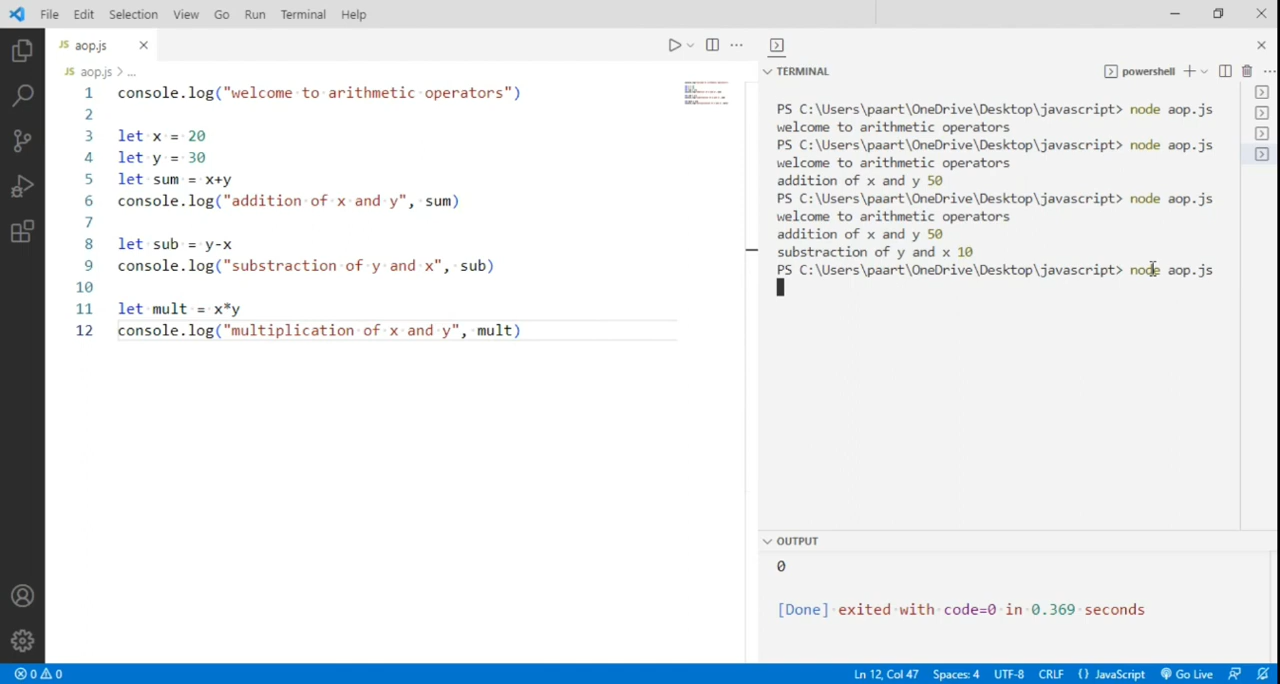 File Edit Selection View Go Run Terminal Help
JS aop.js
JS aop.js > ...
1 console.log("welcome to arithmetic operators")
2
3 let x = 20
4 let y = 30
5 let sum = x+y
6 console.log("addition of x and y", sum)
7
8 let sub = y-x
9 console.log("substraction of y and x", sub)
10
11 let mult = x*y
12 console.log("multiplication of x and y", mult)
TERMINAL
powershell
PS C:\Users\paart\OneDrive\Desktop\javascript> node aop.js
welcome to arithmetic operators
PS C:\Users\paart\OneDrive\Desktop\javascript> node aop.js
welcome to arithmetic operators
addition of x and y 50
PS C:\Users\paart\OneDrive\Desktop\javascript> node aop.js
welcome to arithmetic operators
addition of x and y 50
substraction of y and x 10
PS C:\Users\paart\OneDrive\Desktop\javascript> node aop.js
OUTPUT
0
[Done] exited with code=0 in 0.369 seconds
0 0 Ln 12, Col 47 Spaces: 4 UTF-8 CRLF {} JavaScript Go Live